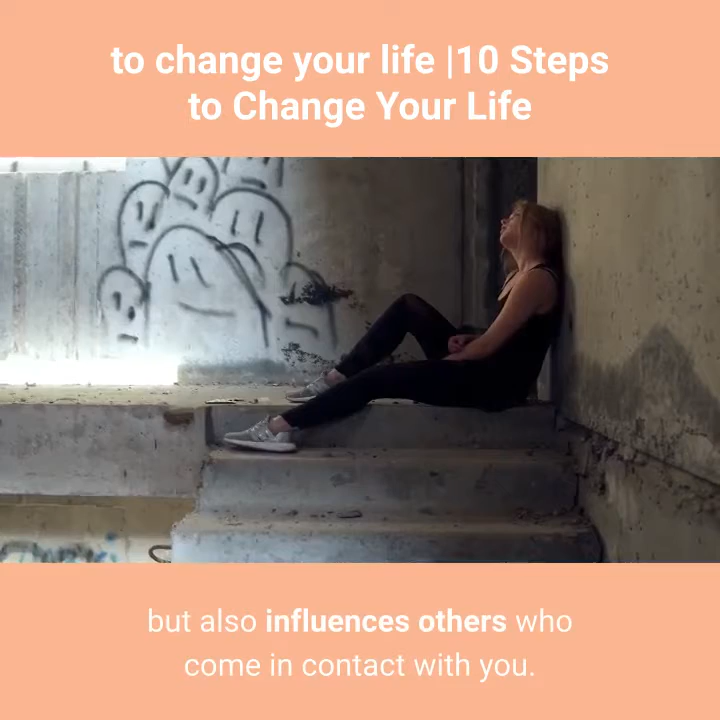 to change your life |10 Steps
to Change Your Life
but also influences others who
come in contact with you.